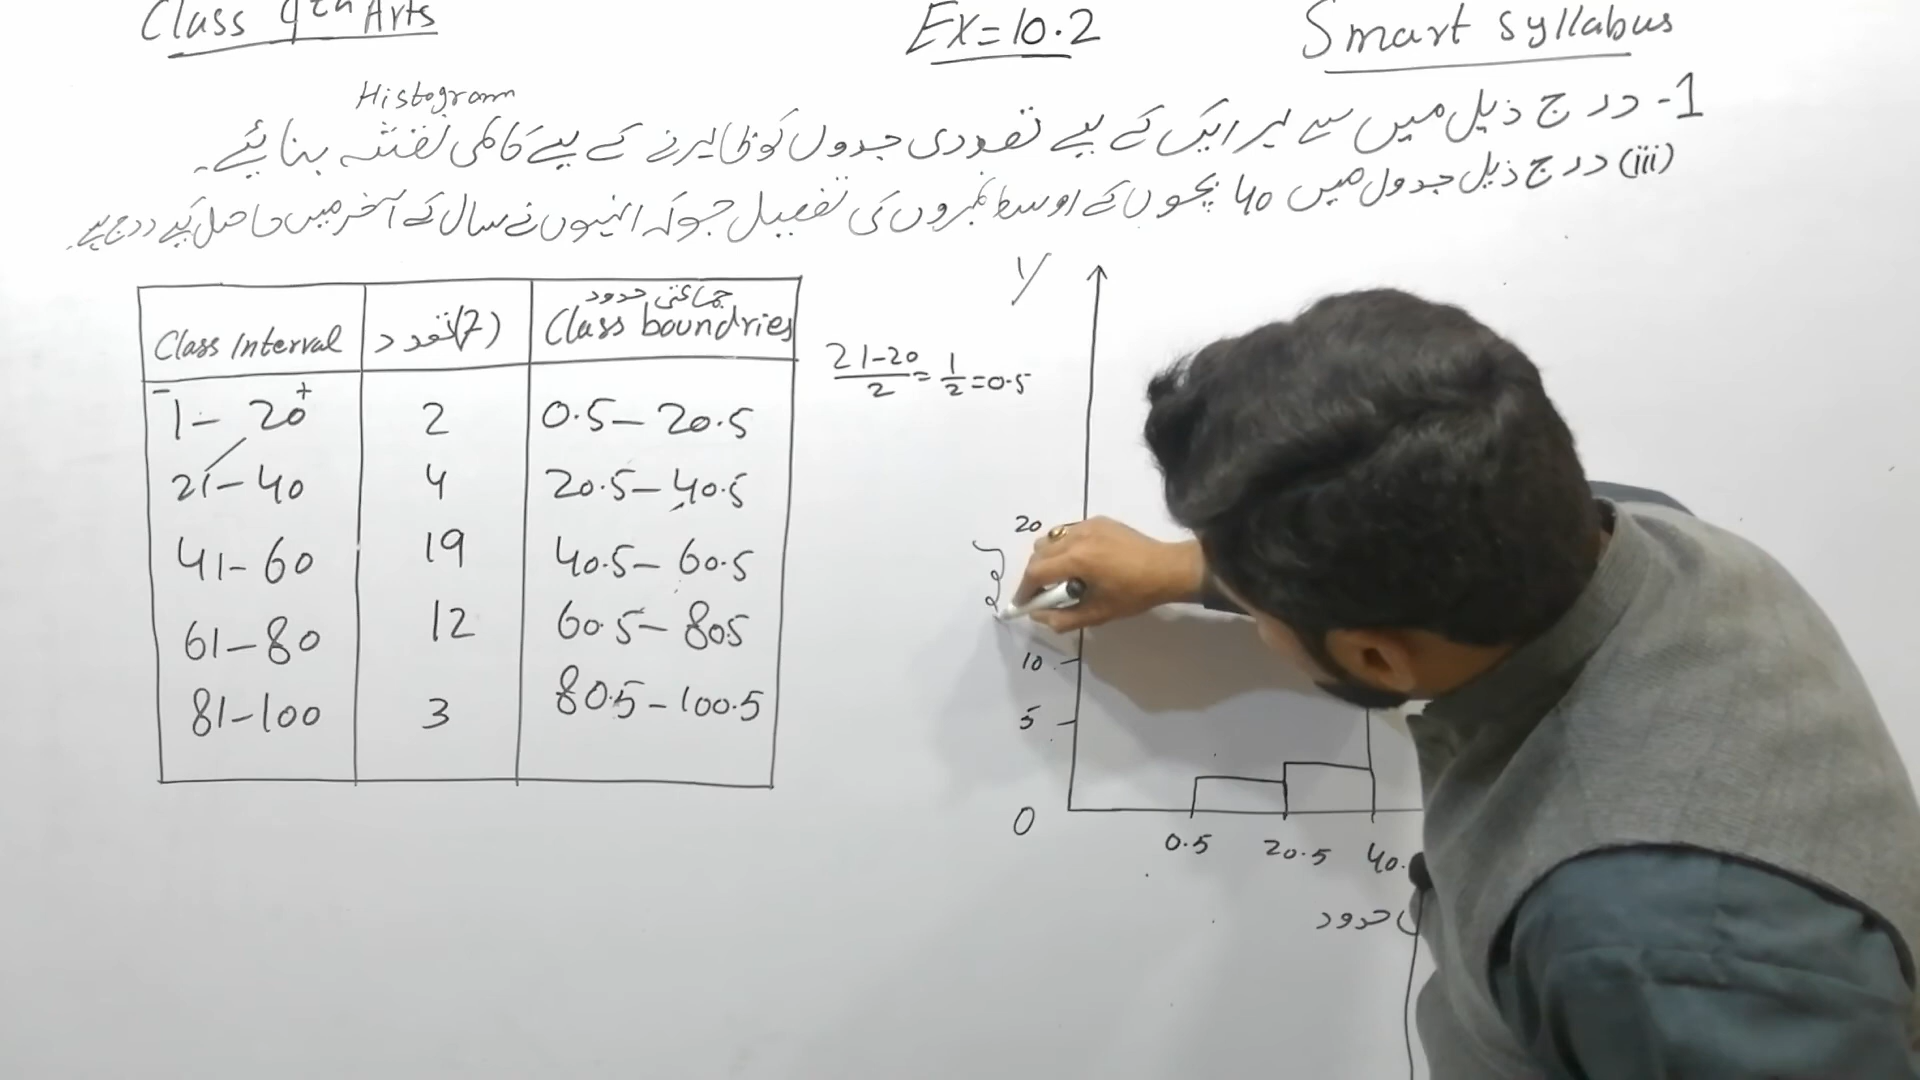 Class 9th Arts
Ex=10.2
Smart syllabus
Histogram
1- درج ذیل میں سے ہر ایک کے لیے تعددی جدول کو ظاہر کرنے کے لیے کالمی نقشہ بنائیے۔
(iii) درج ذیل جدول میں 40 بچوں کے اوسط نمبروں کی تفصیل جو کہ انہوں نے سال کے آخر میں حاصل کیے درج ہے۔
Class Interval تعدد(f) جماعتی حدود Class boundries
1- 20+ 2 0.5- 20.5
21-40 4 20.5-40.5
41-60 19 40.5-60.5
61-80 12 60.5-80.5
81-100 3 80.5-100.5
21-20/2 = 1/2 =0.5
y
20
10
5
0
0.5 20.5 40.
حدود